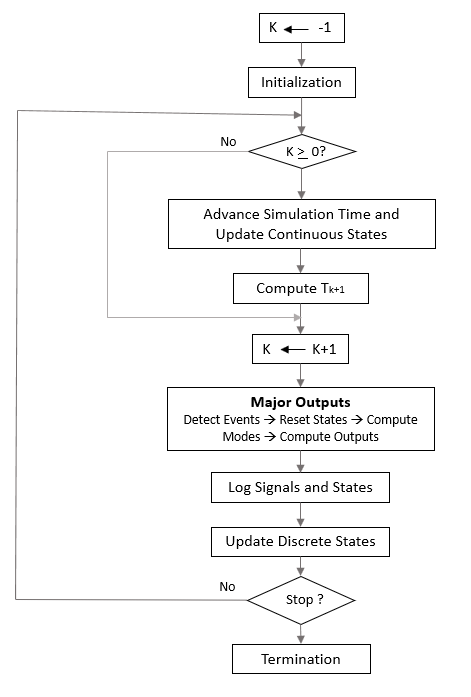 K ← -1
Initialization
No
K ≥ 0?
Advance Simulation Time and
Update Continuous States
Compute Tk+1
K ← K+1
Major Outputs
Detect Events → Reset States → Compute
Modes → Compute Outputs
Log Signals and States
Update Discrete States
No
Stop ?
Termination